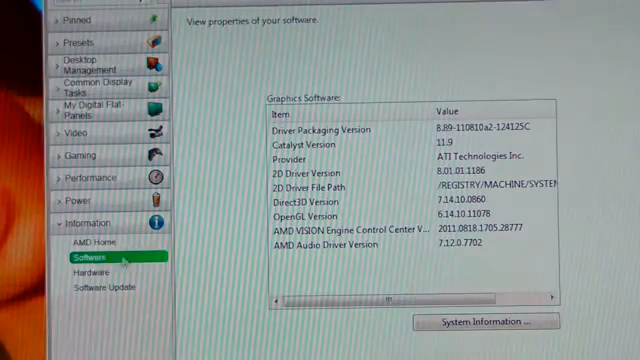 Pinned
Presets
Desktop
Management
Common Display
Tasks
My Digital Flat-
Panels
Video
Gaming
Performance
Power
Information
AMD Home
Software
Hardware
Software Update
View properties of your software.
Graphics Software:
Item Value
Driver Packaging Version 8.89-110810a2-124125C
Catalyst Version 11.9
Provider ATI Technologies Inc.
2D Driver Version 8.01.01.1186
2D Driver File Path /REGISTRY/MACHINE/SYSTEM
Direct3D Version 7.14.10.0860
OpenGL Version 6.14.10.11078
AMD VISION Engine Control Center V... 2011.0818.1705.28777
AMD Audio Driver Version 7.12.0.7702
System Information ...